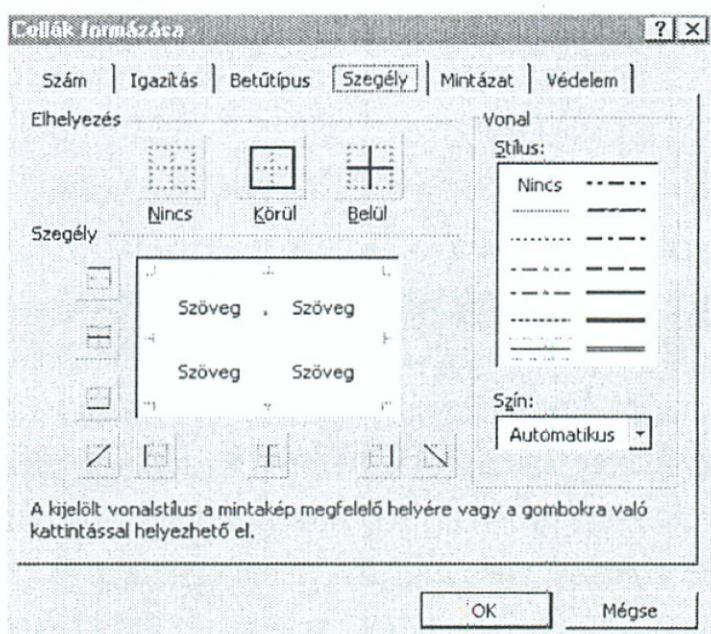 Cellák formázása
Szám Igazítás Betűtípus Szegély Mintázat Védelem
Elhelyezés
Nincs Körül Belül
Szegély
Szöveg Szöveg
Szöveg Szöveg
Vonal
Stílus:
Nincs
Szín:
Automatikus
A kijelölt vonalstílus a mintakép megfelelő helyére vagy a gombokra való
kattintással helyezhető el.
OK Mégse